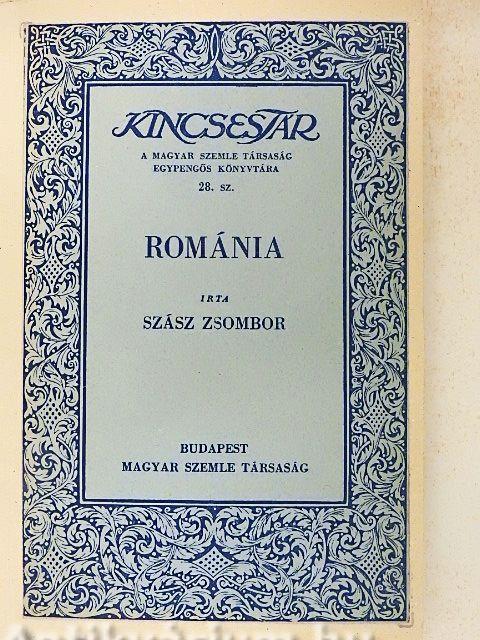 KINCSESTÁR
A MAGYAR SZEMLE TÁRSASÁG
EGYPENGŐS KÖNYVTÁRA
28. SZ.
ROMÁNIA
IRTA
SZÁSZ ZSOMBOR
BUDAPEST
MAGYAR SZEMLE TÁRSASÁG